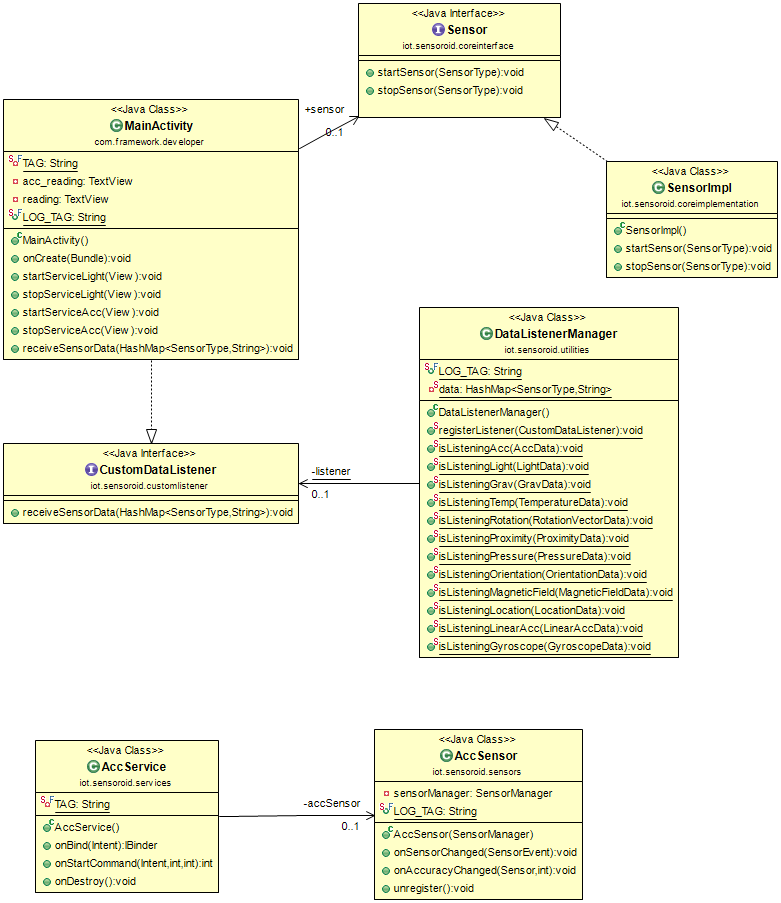 <<Java Interface>>
Sensor
iot.sensoroid.coreinterface
startSensor(SensorType):void
stopSensor(SensorType):void
<<Java Class>>
MainActivity
com.framework.developer
TAG: String
acc_reading: TextView
reading: TextView
LOG_TAG: String
MainActivity()
onCreate(Bundle):void
startServiceLight(View):void
stopServiceLight(View):void
startServiceAcc(View):void
stopServiceAcc(View):void
receiveSensorData(HashMap<SensorType,String>):void
+sensor
0..1
<<Java Class>>
SensorImpl
iot.sensoroid.coreimplementation
SensorImpl()
startSensor(SensorType):void
stopSensor(SensorType):void
<<Java Class>>
DataListenerManager
iot.sensoroid.utilities
LOG_TAG: String
data: HashMap<SensorType,String>
DataListenerManager()
registerListener(CustomDataListener):void
isListeningAcc(AccData):void
isListeningLight(LightData):void
isListeningGrav(GravData):void
isListeningTemp(TemperatureData):void
isListeningRotation(RotationVectorData):void
isListeningProximity(ProximityData):void
isListeningPressure(PressureData):void
isListeningOrientation(OrientationData):void
isListeningMagneticField(MagneticFieldData):void
isListeningLocation(LocationData):void
isListeningLinearAcc(LinearAccData):void
isListeningGyroscope(GyroscopeData):void
<<Java Interface>>
CustomDataListener
iot.sensoroid.customlistener
receiveSensorData(HashMap<SensorType,String>):void
-listener
0..1
<<Java Class>>
AccService
iot.sensoroid.services
TAG: String
AccService()
onBind(Intent):IBinder
onStartCommand(Intent,int,int):int
onDestroy():void
-accSensor
0..1
<<Java Class>>
AccSensor
iot.sensoroid.sensors
sensorManager: SensorManager
LOG_TAG: String
AccSensor(SensorManager)
onSensorChanged(SensorEvent):void
onAccuracyChanged(Sensor,int):void
unregister():void